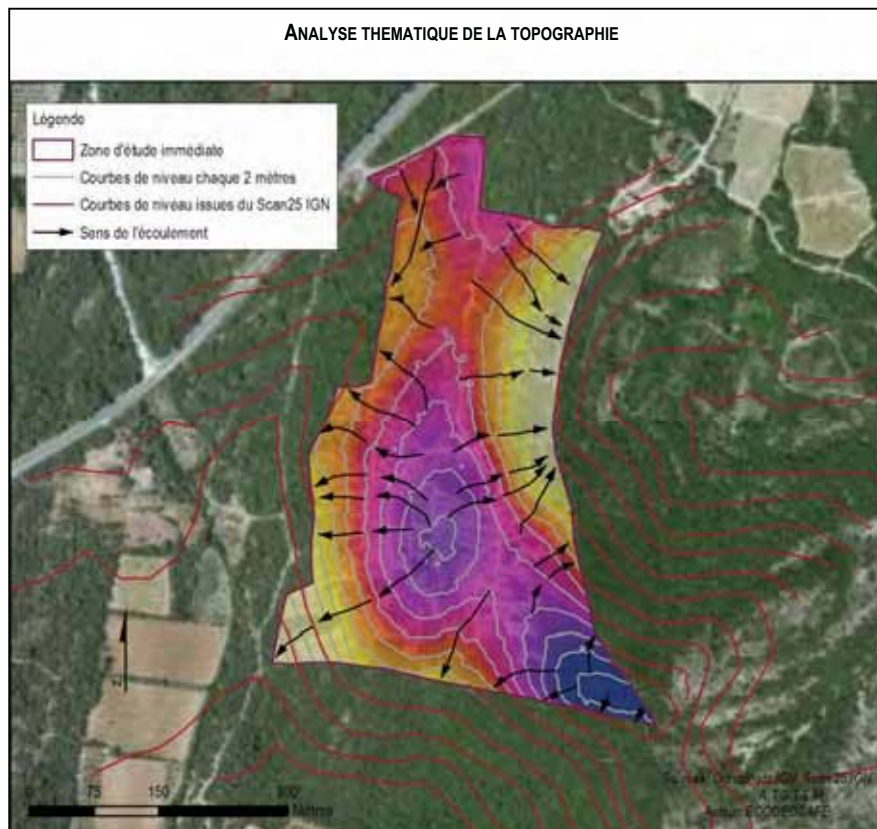 ANALYSE THEMATIQUE DE LA TOPOGRAPHIE
Légende
Zone d'étude immédiate
Courbes de niveau chaque 2 mètres
Courbes de niveau issues du Scan25 IGN
Sens de l'écoulement
0 75 150 300
Mètres